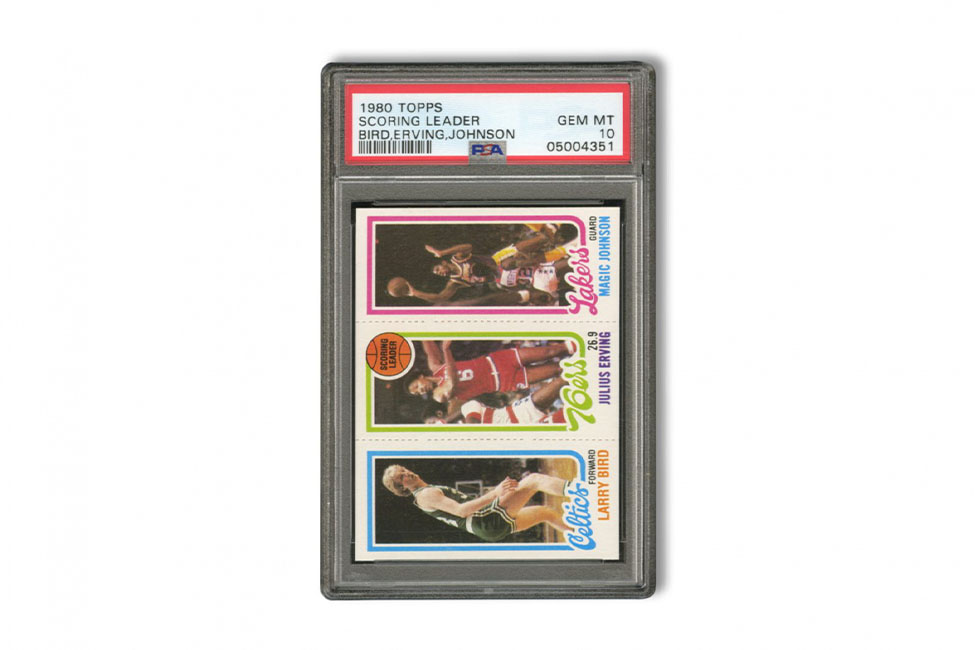 1980 TOPPS
SCORING LEADER
BIRD,ERVING,JOHNSON
GEM MT
10
05004351
PSA
Lakers
GUARD
MAGIC JOHNSON
SCORING
LEADER
6
76ers
26.9
JULIUS ERVING
Celtics
FORWARD
LARRY BIRD